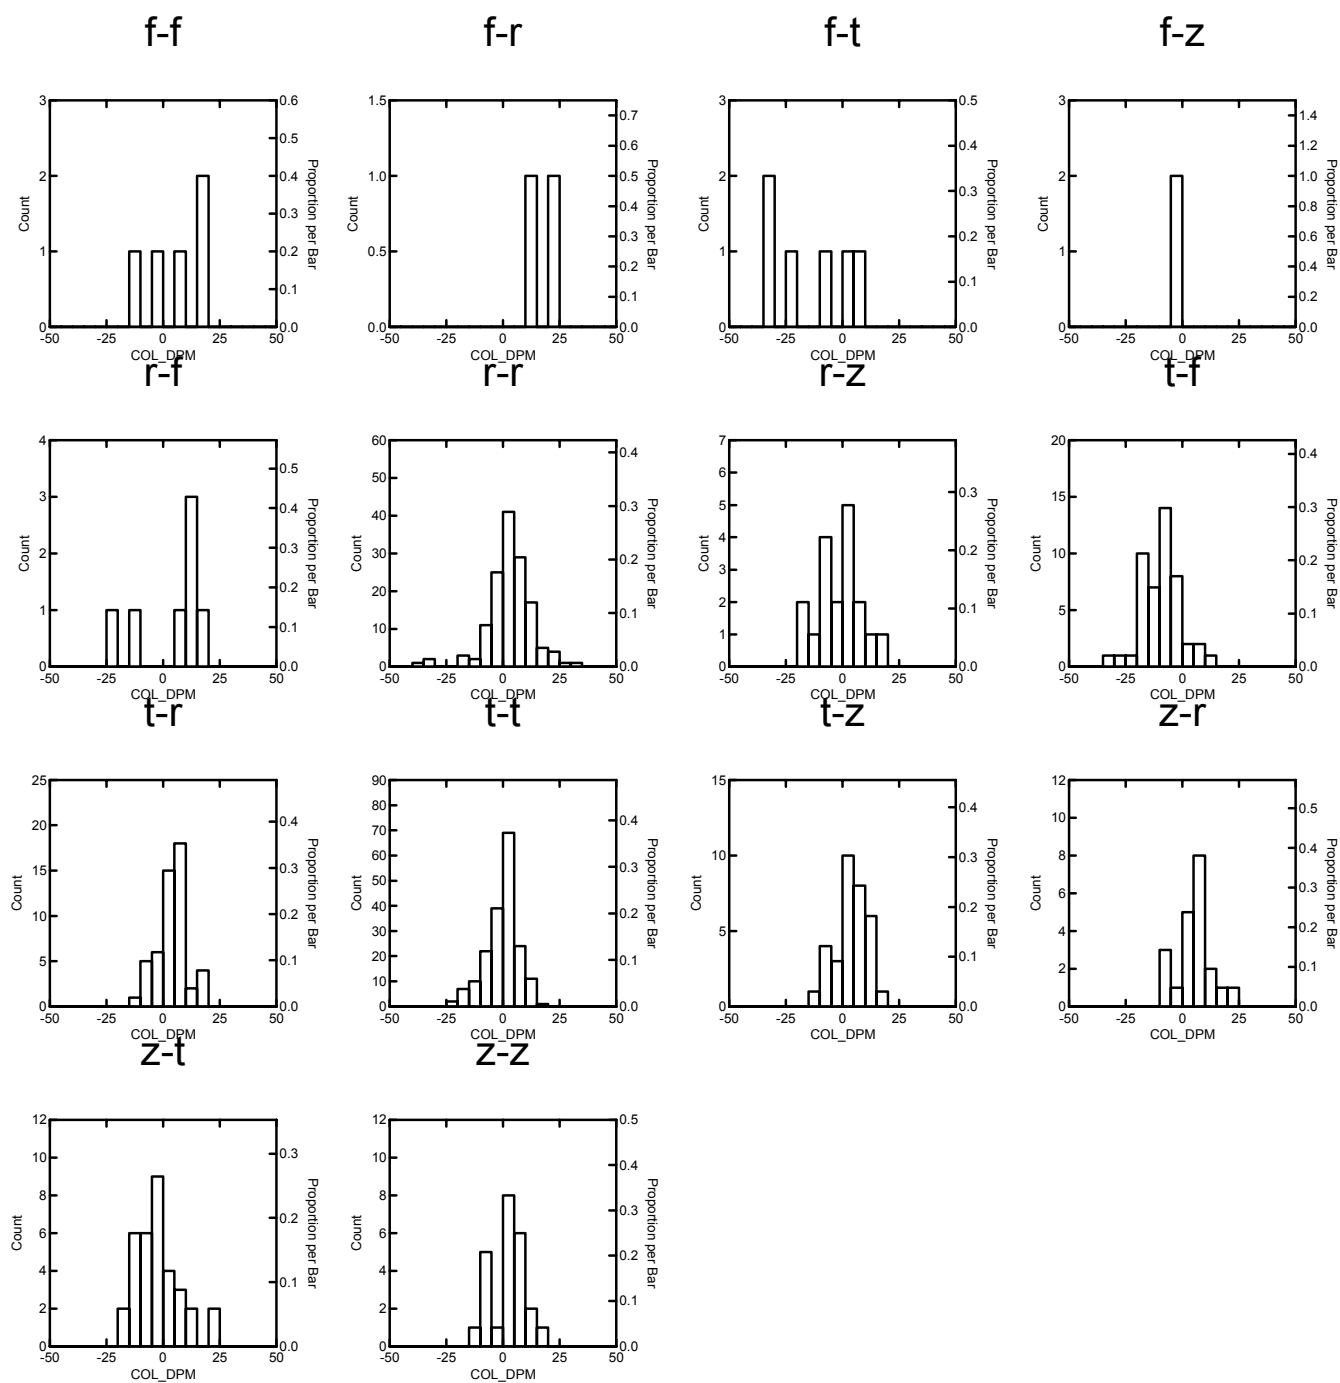 f-f
f-r
f-t
f-z
3
2
1
0
Count
0.6
0.5
0.4
0.3
0.2
0.1
0.0
Proportion per Bar
-50 -25 0 25 50
COL_DPM
1.5
1.0
0.5
0.0
Count
0.7
0.6
0.5
0.4
0.3
0.2
0.1
0.0
Proportion per Bar
-50 -25 0 25 50
COL_DPM
3
2
1
0
Count
0.5
0.4
0.3
0.2
0.1
0.0
Proportion per Bar
-50 -25 0 25 50
COL_DPM
3
2
1
0
Count
1.4
1.2
1.0
0.8
0.6
0.4
0.2
0.0
Proportion per Bar
-50 -25 0 25 50
COL_DPM
r-f
r-r
r-z
t-f
4
3
2
1
0
Count
0.5
0.4
0.3
0.2
0.1
0.0
Proportion per Bar
-50 -25 0 25 50
COL_DPM
60
50
40
30
20
10
0
Count
0.4
0.3
0.2
0.1
0.0
Proportion per Bar
-50 -25 0 25 50
COL_DPM
7
6
5
4
3
2
1
0
Count
0.3
0.2
0.1
0.0
Proportion per Bar
-50 -25 0 25 50
COL_DPM
20
15
10
5
0
Count
0.4
0.3
0.2
0.1
0.0
Proportion per Bar
-50 -25 0 25 50
COL_DPM
t-r
t-t
t-z
z-r
25
20
15
10
5
0
Count
0.4
0.3
0.2
0.1
0.0
Proportion per Bar
-50 -25 0 25 50
COL_DPM
90
80
70
60
50
40
30
20
10
0
Count
0.4
0.3
0.2
0.1
0.0
Proportion per Bar
-50 -25 0 25 50
COL_DPM
15
10
5
0
Count
0.4
0.3
0.2
0.1
0.0
Proportion per Bar
-50 -25 0 25 50
COL_DPM
12
10
8
6
4
2
0
Count
0.5
0.4
0.3
0.2
0.1
0.0
Proportion per Bar
-50 -25 0 25 50
COL_DPM
z-t
z-z
12
10
8
6
4
2
0
Count
0.3
0.2
0.1
0.0
Proportion per Bar
-50 -25 0 25 50
COL_DPM
12
10
8
6
4
2
0
Count
0.5
0.4
0.3
0.2
0.1
0.0
Proportion per Bar
-50 -25 0 25 50
COL_DPM